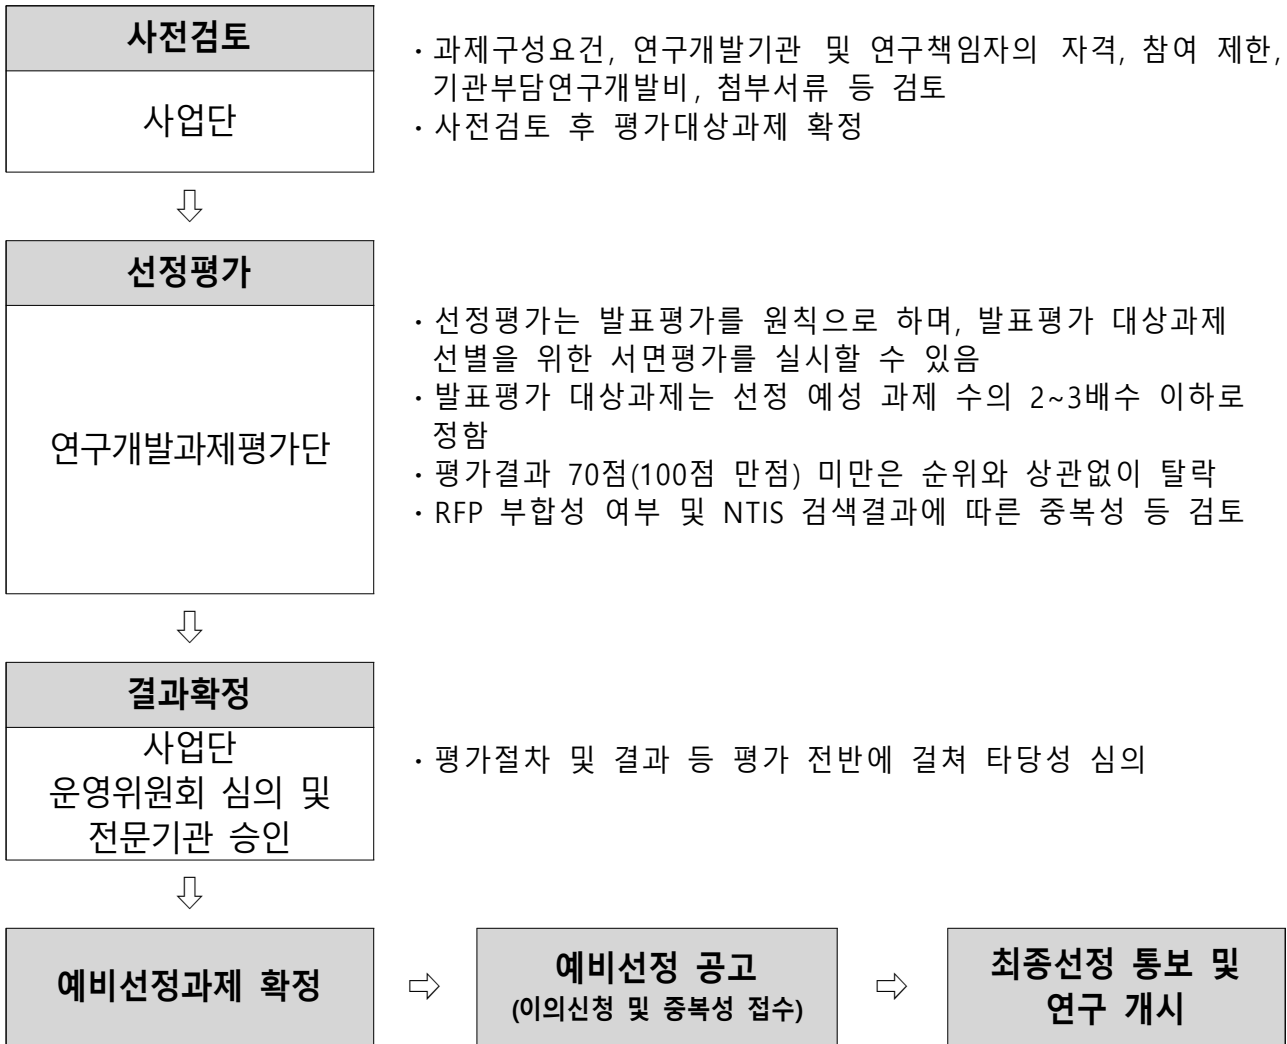 사전검토
사업단
· 과제구성요건, 연구개발기관 및 연구책임자의 자격, 참여 제한,
기관부담연구개발비, 첨부서류 등 검토
· 사전검토 후 평가대상과제 확정
⇩
선정평가
연구개발과제평가단
· 선정평가는 발표평가를 원칙으로 하며, 발표평가 대상과제
선별을 위한 서면평가를 실시할 수 있음
· 발표평가 대상과제는 선정 예성 과제 수의 2~3배수 이하로
정함
· 평가결과 70점(100점 만점) 미만은 순위와 상관없이 탈락
· RFP 부합성 여부 및 NTIS 검색결과에 따른 중복성 등 검토
⇩
결과확정
사업단
운영위원회 심의 및
전문기관 승인
· 평가절차 및 결과 등 평가 전반에 걸쳐 타당성 심의
⇩
예비선정과제 확정
⇨
예비선정 공고
(이의신청 및 중복성 접수)
⇨
최종선정 통보 및
연구 개시